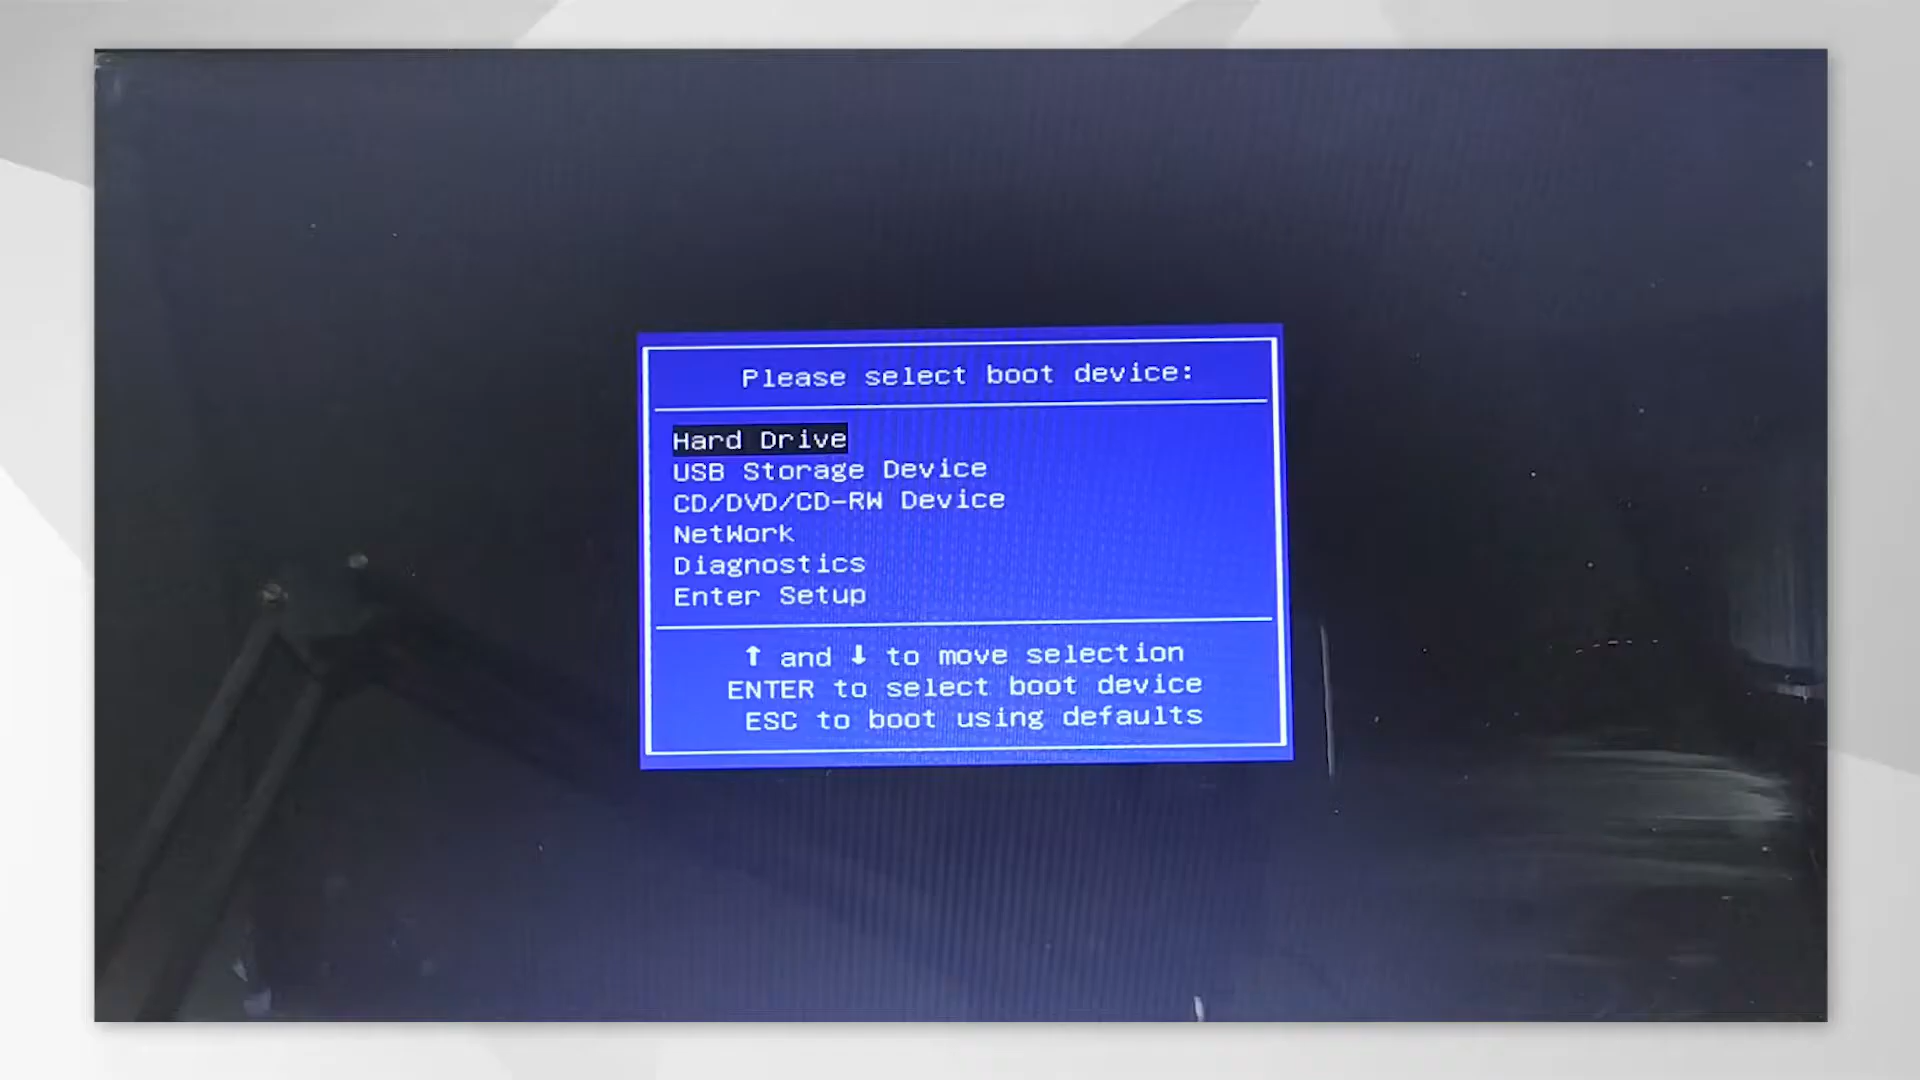 Please select boot device:
Hard Drive
USB Storage Device
CD/DVD/CD-RW Device
NetWork
Diagnostics
Enter Setup
↑ and ↓ to move selection
ENTER to select boot device
ESC to boot using defaults